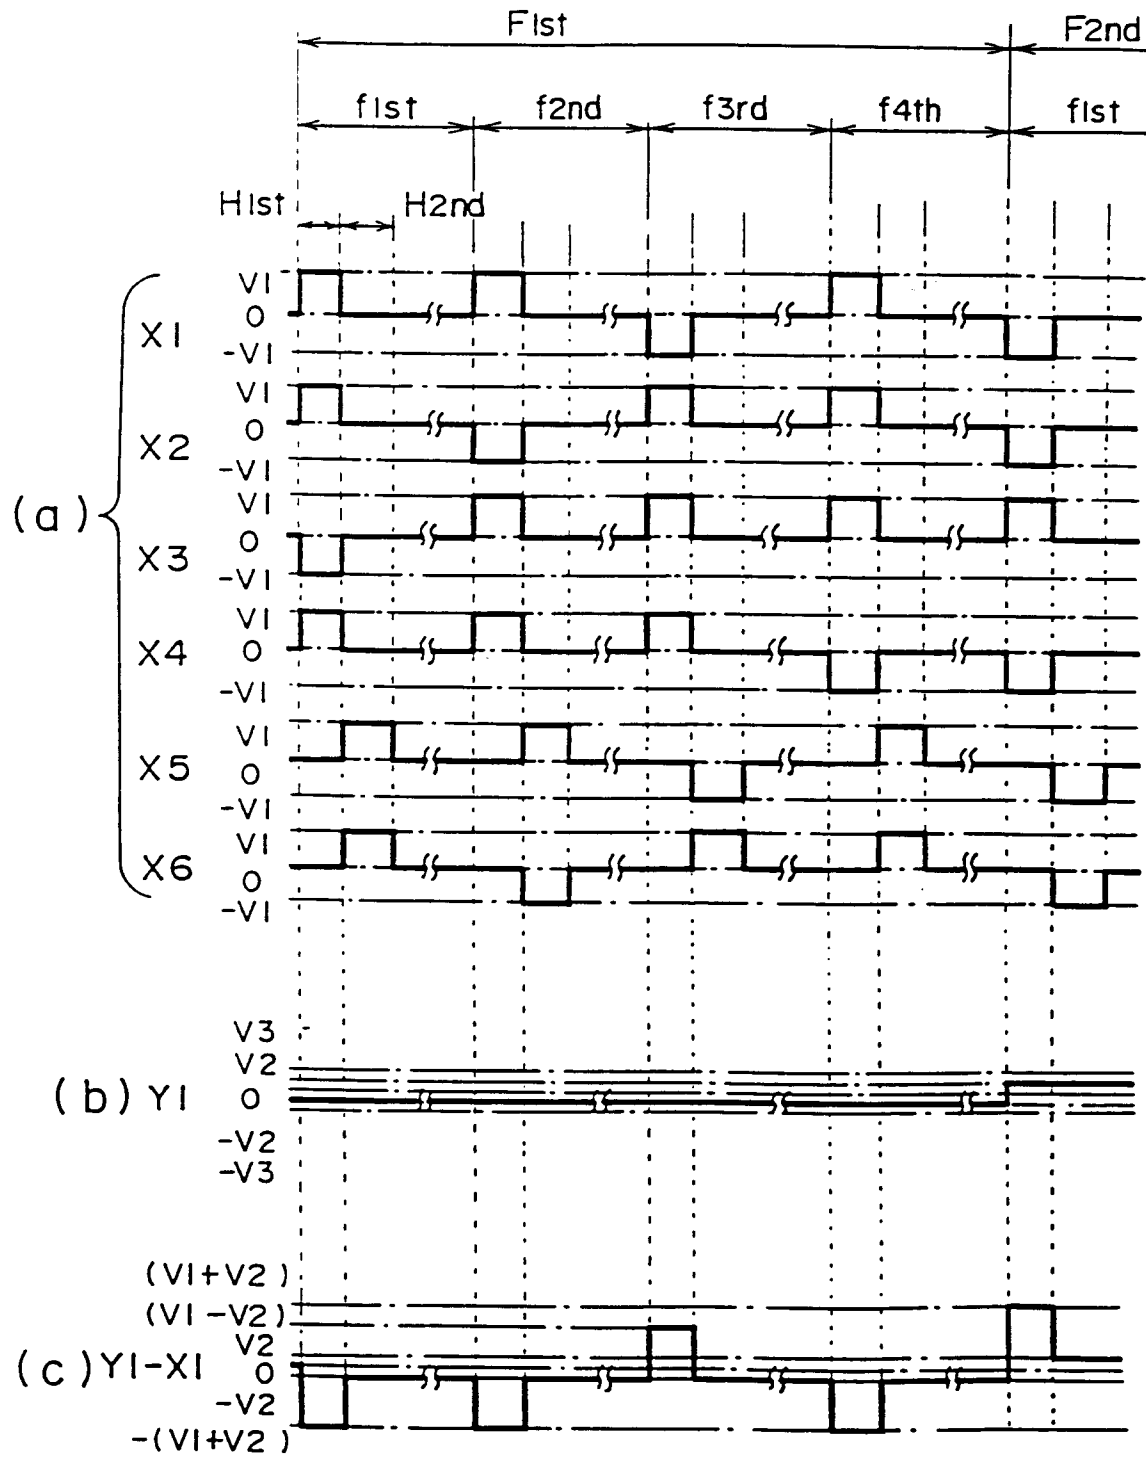 F1st F2nd
f1st f2nd f3rd f4th f1st
H1st H2nd
(a)
X1 V1 0 -V1
X2 V1 0 -V1
X3 V1 0 -V1
X4 V1 0 -V1
X5 V1 0 -V1
X6 V1 0 -V1
V3
V2
(b) Y1 0
-V2
-V3
(V1+V2)
(V1-V2)
V2
(c) Y1-X1 0
-V2
-(V1+V2)